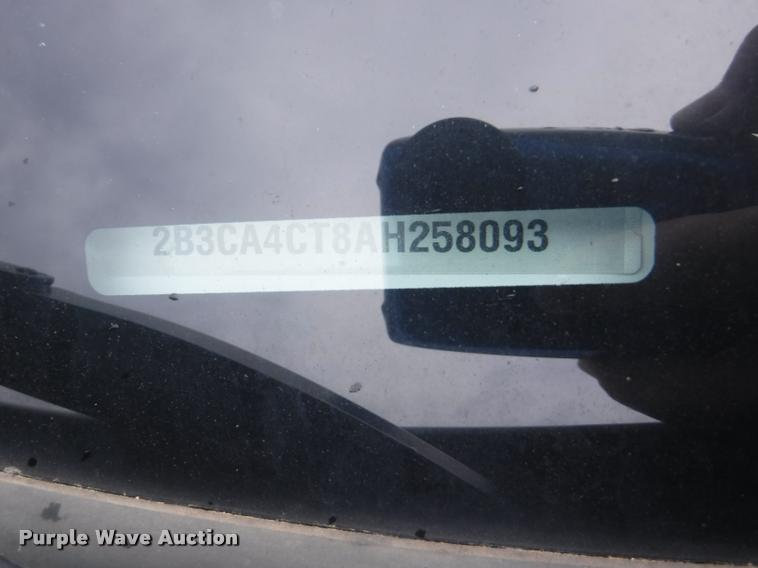 2B3CA4CT8AH258093
Purple Wave Auction